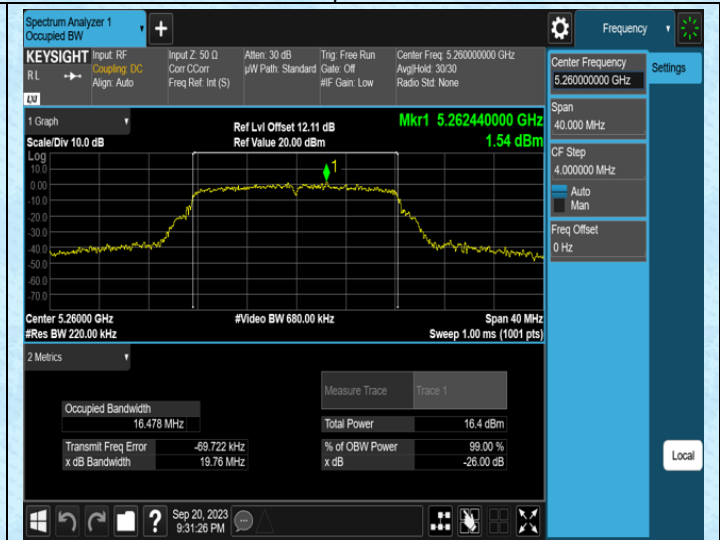 Spectrum Analyzer 1
Occupied BW
Frequency
KEYSIGHT
RL
LXI
Input: RF
Coupling: DC
Align: Auto
Input Z: 50 Ω
Corr CCorr
Freq Ref: Int (S)
Atten: 30 dB
µW Path: Standard
Trig: Free Run
Gate: Off
#IF Gain: Low
Center Freq: 5.260000000 GHz
Avg|Hold: 30/30
Radio Std: None
Center Frequency
5.260000000 GHz
Settings
Span
40.000 MHz
CF Step
4.000000 MHz
Auto
Man
Freq Offset
0 Hz
1 Graph
Scale/Div 10.0 dB
Ref Lvl Offset 12.11 dB
Ref Value 20.00 dBm
Mkr1 5.262440000 GHz
1.54 dBm
Log
10.0
0.00
-10.0
-20.0
-30.0
-40.0
-50.0
-60.0
-70.0
1
Center 5.26000 GHz
#Res BW 220.00 kHz
#Video BW 680.00 kHz
Span 40 MHz
Sweep 1.00 ms (1001 pts)
2 Metrics
Measure Trace
Trace 1
Occupied Bandwidth
16.478 MHz
Total Power
16.4 dBm
Transmit Freq Error
-69.722 kHz
% of OBW Power
99.00 %
x dB Bandwidth
19.76 MHz
x dB
-26.00 dB
Local
Sep 20, 2023
9:31:26 PM